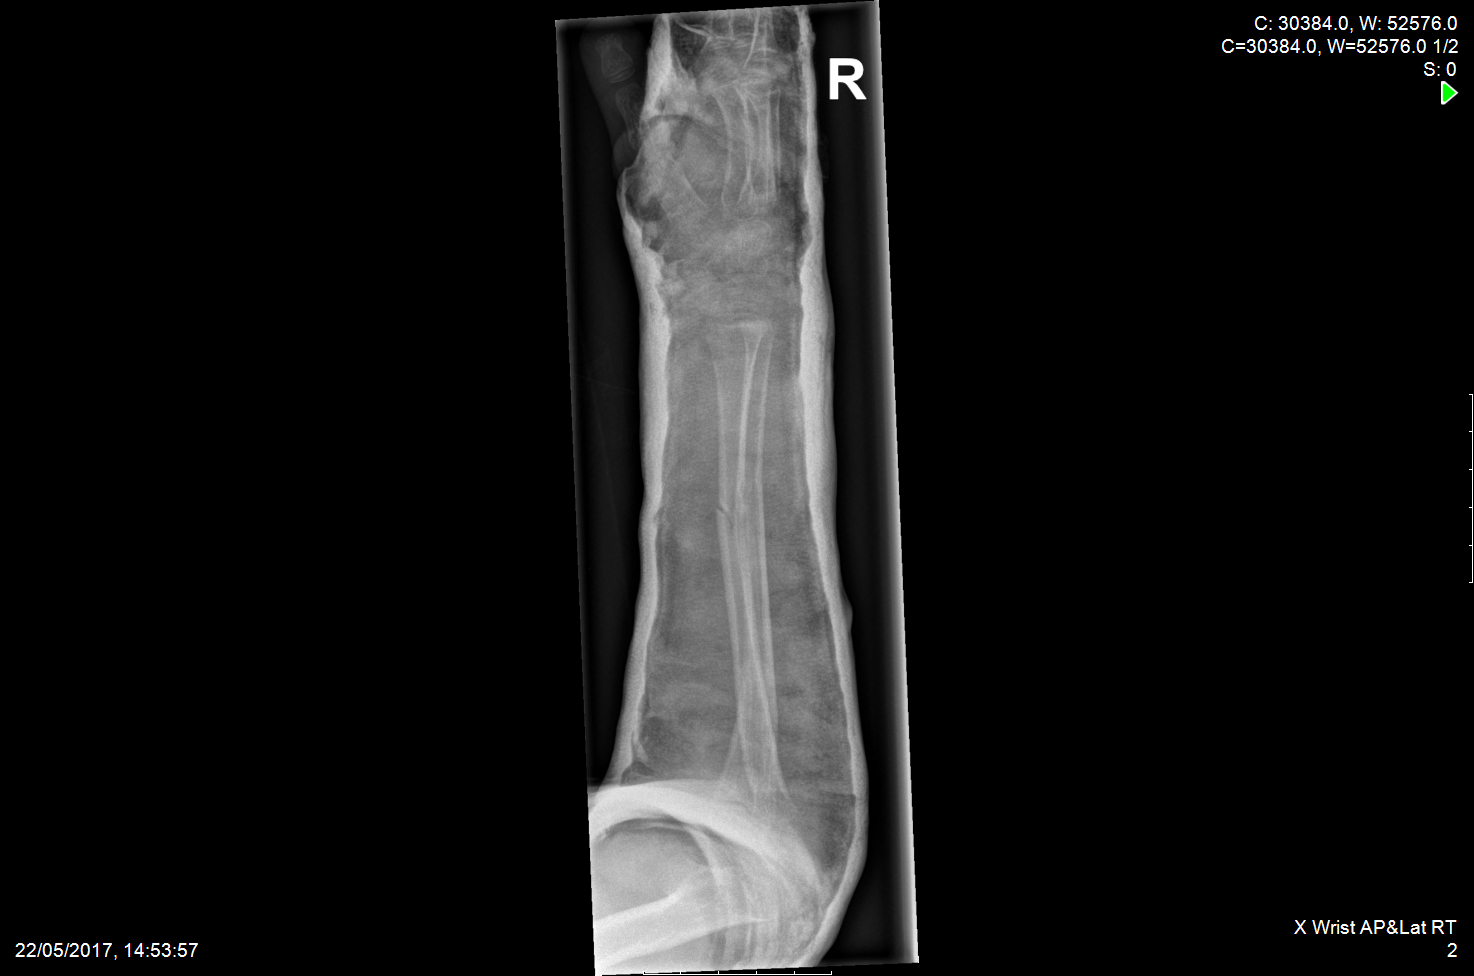 C: 30384.0, W: 52576.0
C=30384.0, W=52576.0 1/2
S: 0
R
X Wrist AP&Lat RT
2
22/05/2017, 14:53:57